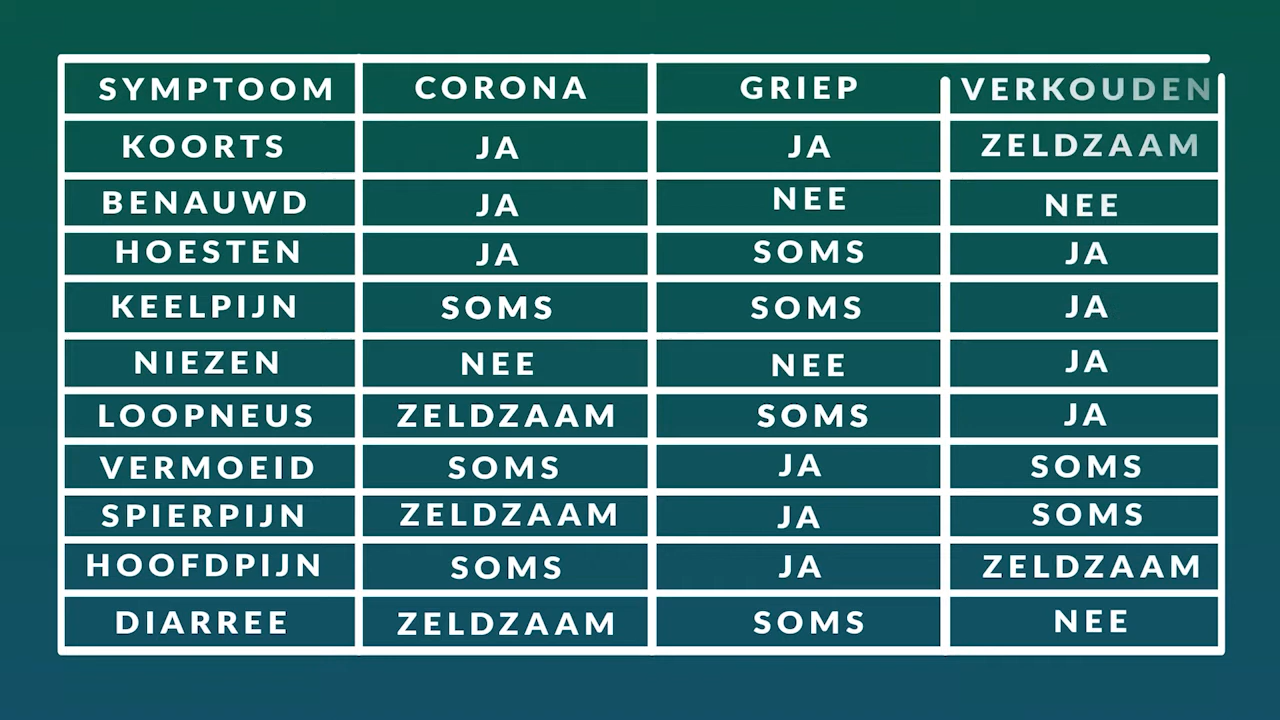 SYMPTOOM CORONA GRIEP VERKOUDEN
KOORTS JA JA ZELDZAAM
BENAUWD JA NEE NEE
HOESTEN JA SOMS JA
KEELPIJN SOMS SOMS JA
NIEZEN NEE NEE JA
LOOPNEUS ZELDZAAM SOMS JA
VERMOEID SOMS JA SOMS
SPIERPIJN ZELDZAAM JA SOMS
HOOFDPIJN SOMS JA ZELDZAAM
DIARREE ZELDZAAM SOMS NEE